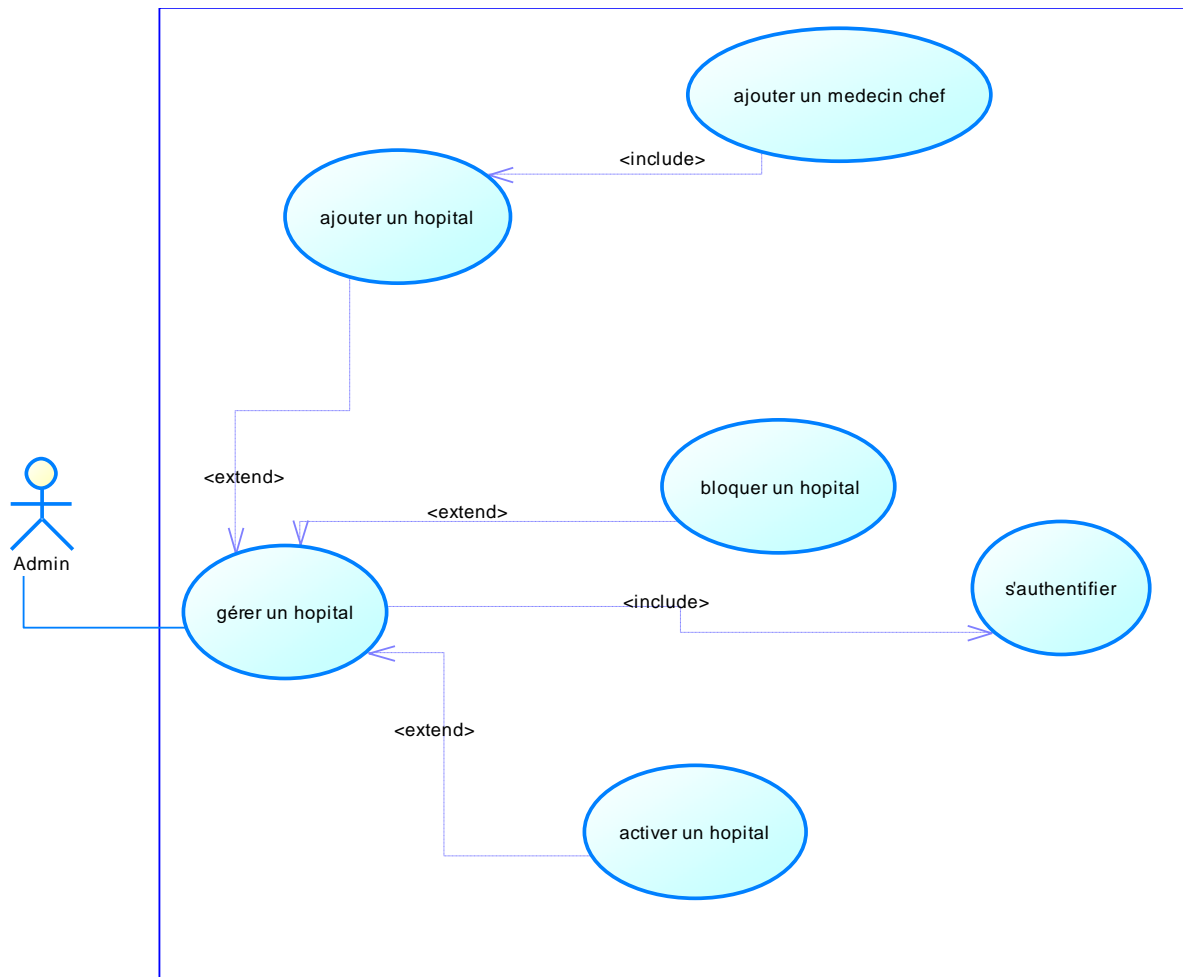 ajouter un medecin chef
<include>
ajouter un hopital
<extend>
bloquer un hopital
<extend>
Admin
s'authentifier
<include>
gérer un hopital
<extend>
activer un hopital